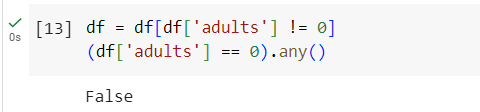 [13] df = df[df['adults'] != 0]
(df['adults'] == 0).any()
0s
False